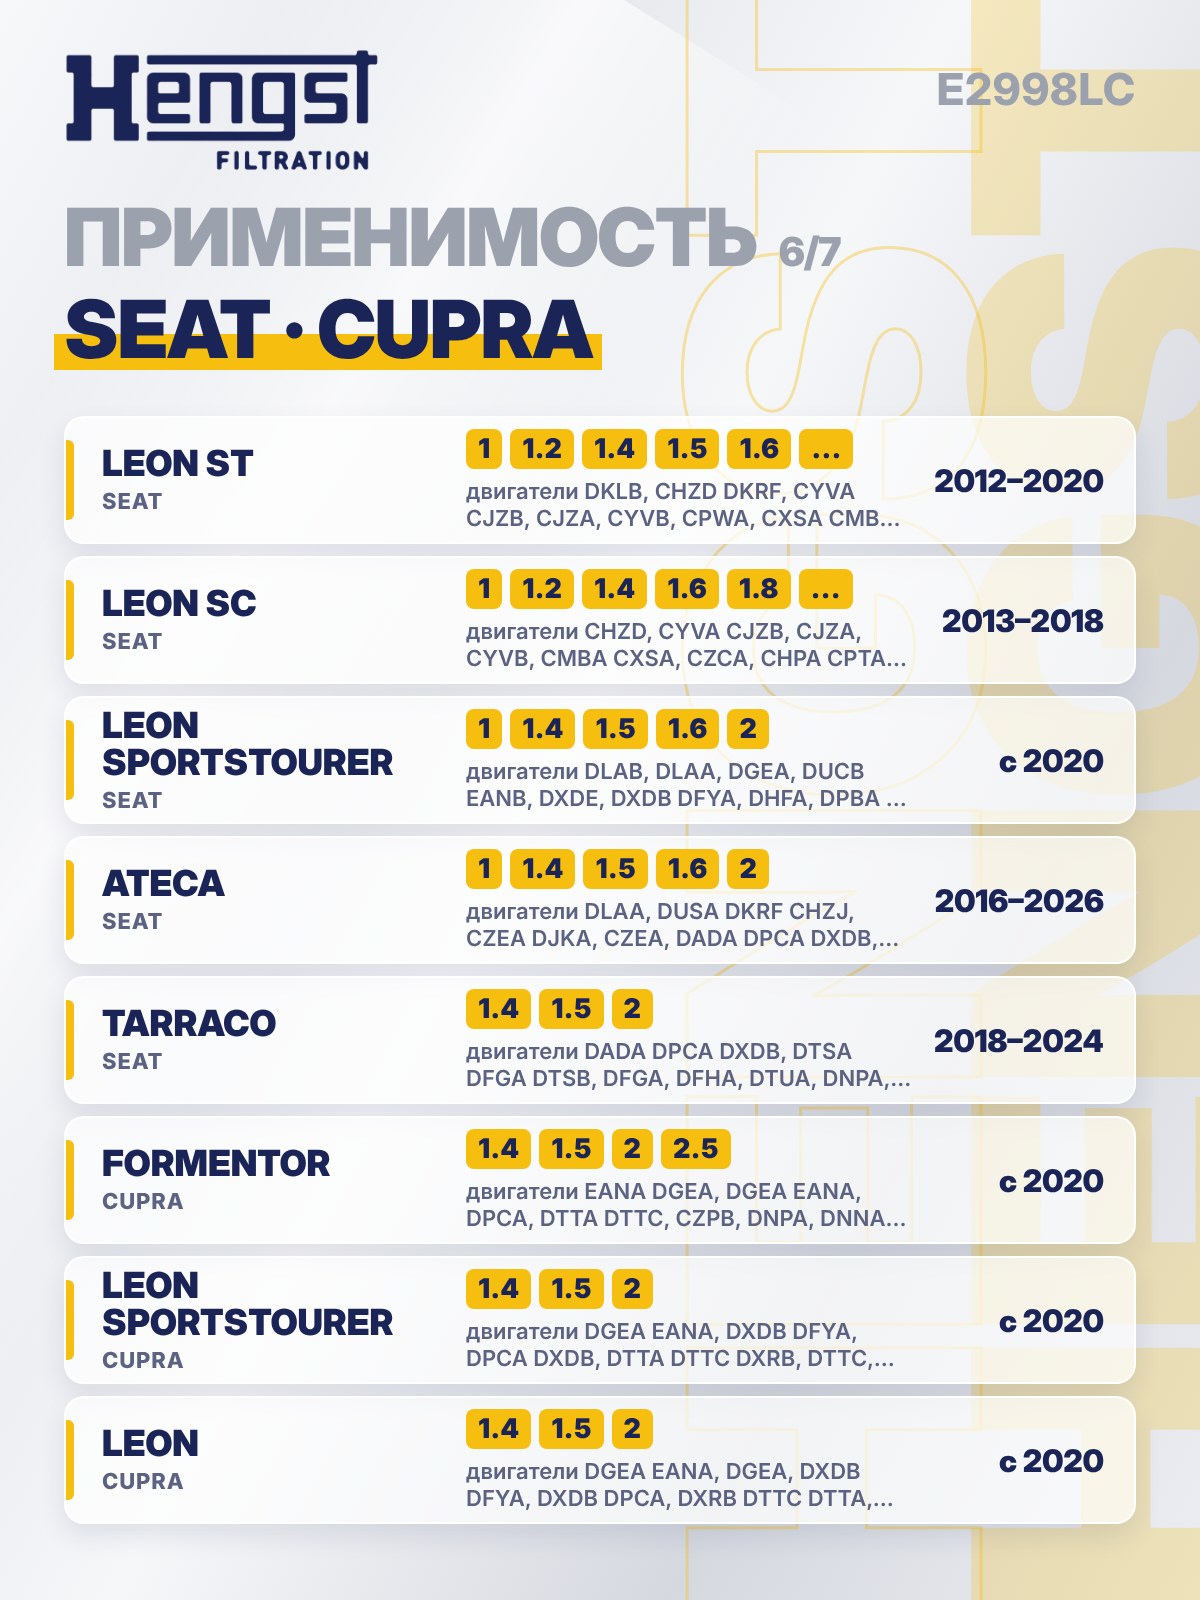 Hengst
FILTRATION
E2998LC
ПРИМЕНИМОСТЬ 6/7
SEAT · CUPRA
LEON ST
SEAT
1 1.2 1.4 1.5 1.6 ...
двигатели DKLB, CHZD DKRF, CYVA
CJZB, CJZA, CYVB, CPWA, CXSA CMB...
2012–2020
LEON SC
SEAT
1 1.2 1.4 1.6 1.8 ...
двигатели CHZD, CYVA CJZB, CJZA,
CYVB, CMBA CXSA, CZCA, CHPA CPTA...
2013–2018
LEON
SPORTSTOURER
SEAT
1 1.4 1.5 1.6 2
двигатели DLAB, DLAA, DGEA, DUCB
EANB, DXDE, DXDB DFYA, DHFA, DPBA ...
с 2020
ATECA
SEAT
1 1.4 1.5 1.6 2
двигатели DLAA, DUSA DKRF CHZJ,
CZEA DJKA, CZEA, DADA DPCA DXDB,...
2016–2026
TARRACO
SEAT
1.4 1.5 2
двигатели DADA DPCA DXDB, DTSA
DFGA DTSB, DFGA, DFHA, DTUA, DNPA,...
2018–2024
FORMENTOR
CUPRA
1.4 1.5 2 2.5
двигатели EANA DGEA, DGEA EANA,
DPCA, DTTA DTTC, CZPB, DNPA, DNNA...
с 2020
LEON
SPORTSTOURER
CUPRA
1.4 1.5 2
двигатели DGEA EANA, DXDB DFYA,
DPCA DXDB, DTTA DTTC DXRB, DTTC,...
с 2020
LEON
CUPRA
1.4 1.5 2
двигатели DGEA EANA, DGEA, DXDB
DFYA, DXDB DPCA, DXRB DTTC DTTA,...
с 2020